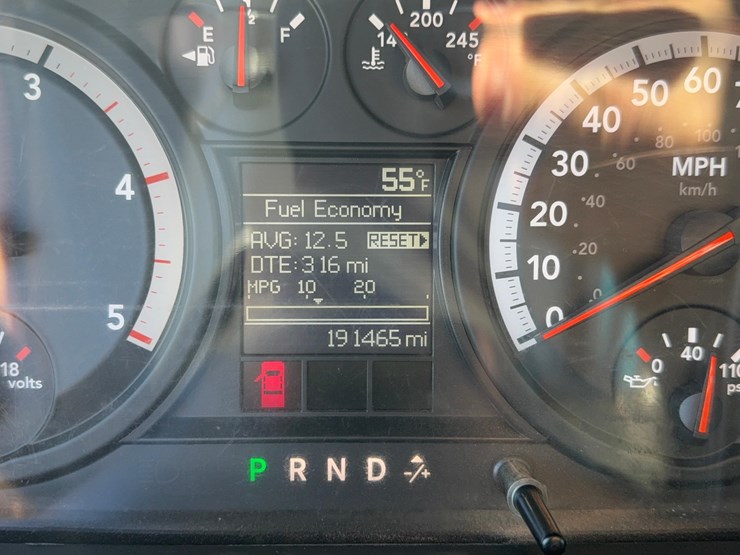 E ½ F
14 200 245
°F
3
4
5
18
volts
55°F
Fuel Economy
AVG: 12.5 RESET
DTE:316 mi
MPG 10 20
191465 mi
P R N D -/+
0 10 20 30 40 50 60
0 20 40 60 80 100
MPH
km/h
0 40 110